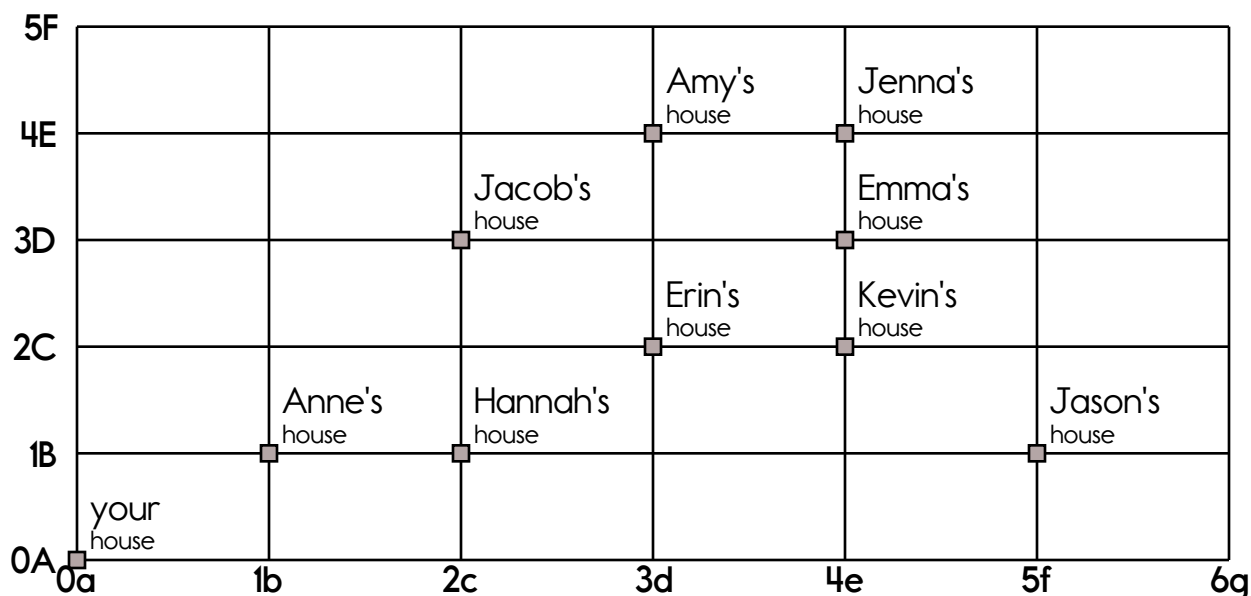 5F
Amy's
house
Jenna's
house
4E
Jacob's
house
Emma's
house
3D
Erin's
house
Kevin's
house
2C
Anne's
house
Hannah's
house
Jason's
house
1B
your
house
0A
0a 1b 2c 3d 4e 5f 6g